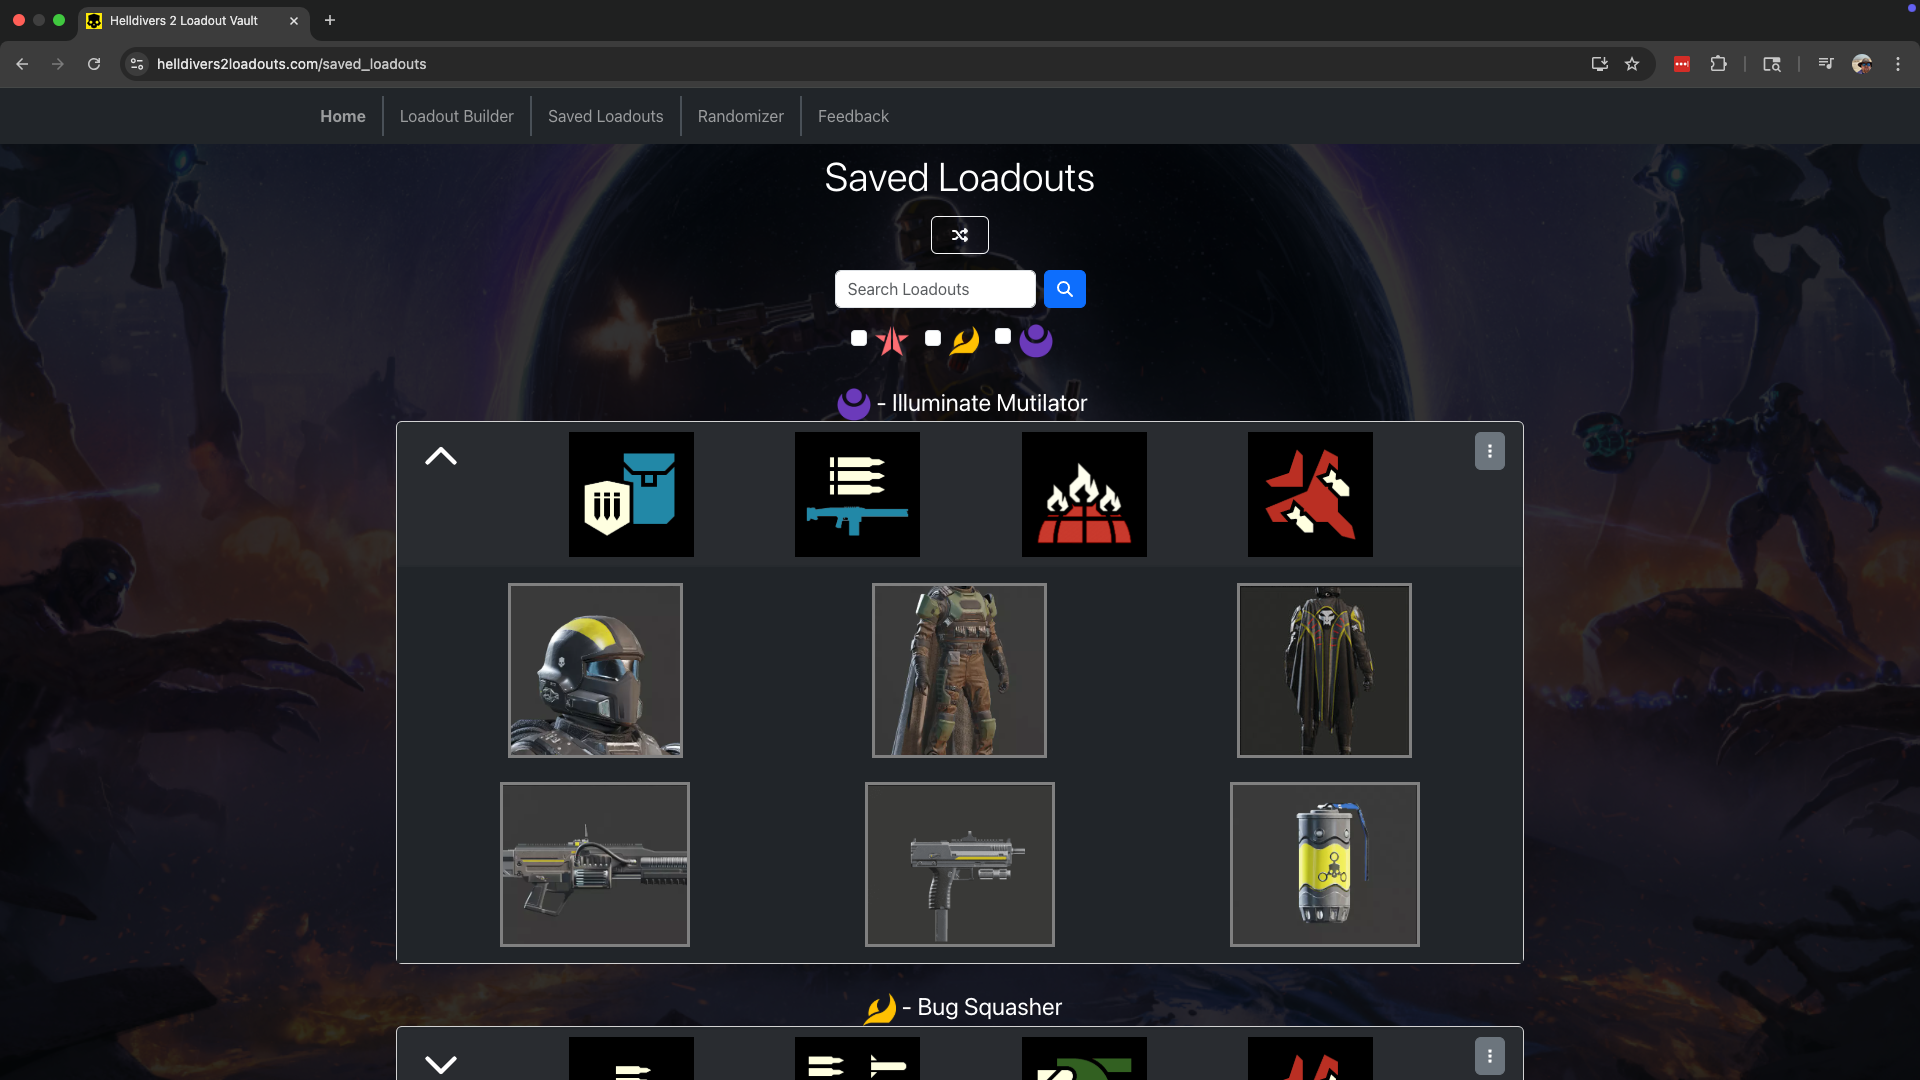 Helldivers 2 Loadout Vault
helldivers2loadouts.com/saved_loadouts
Home
Loadout Builder
Saved Loadouts
Randomizer
Feedback
Saved Loadouts
Search Loadouts
- Illuminate Mutilator
- Bug Squasher